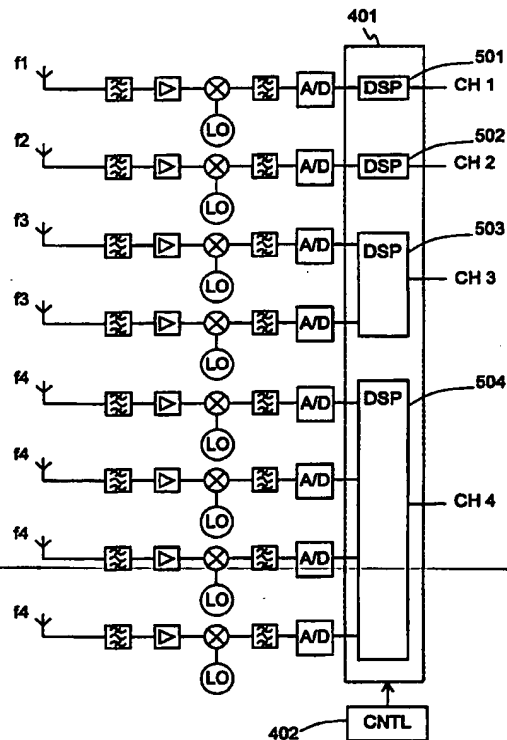 401
501
f1
A/D
DSP
CH 1
LO
502
f2
A/D
DSP
CH 2
LO
503
f3
A/D
DSP
LO
CH 3
f3
A/D
LO
504
f4
A/D
DSP
LO
f4
A/D
CH 4
LO
f4
A/D
LO
f4
A/D
LO
402
CNTL